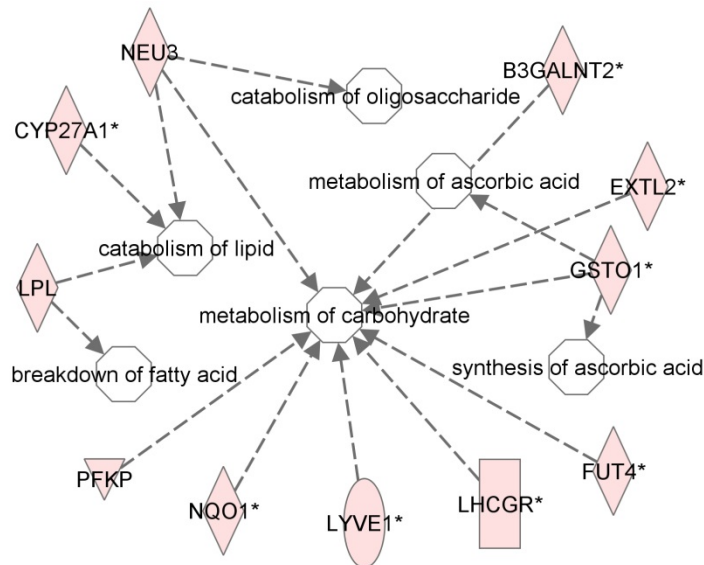 NEU3
B3GALNT2*
catabolism of oligosaccharide
CYP27A1*
metabolism of ascorbic acid
EXTL2*
catabolism of lipid
GSTO1*
LPL
metabolism of carbohydrate
breakdown of fatty acid
synthesis of ascorbic acid
PFKP
FUT4*
NQO1*
LYVE1*
LHCGR*